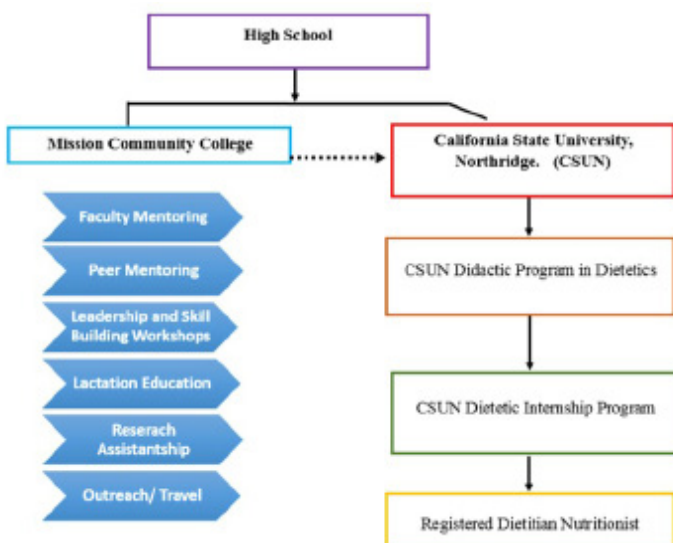 High School
Mission Community College
California State University,
Northridge. (CSUN)
Faculty Mentoring
Peer Mentoring
Leadership and Skill
Building Workshops
Lactation Education
Reserach
Assistantship
Outreach/ Travel
CSUN Didactic Program in Dietetics
CSUN Dietetic Internship Program
Registered Dietitian Nutritionist